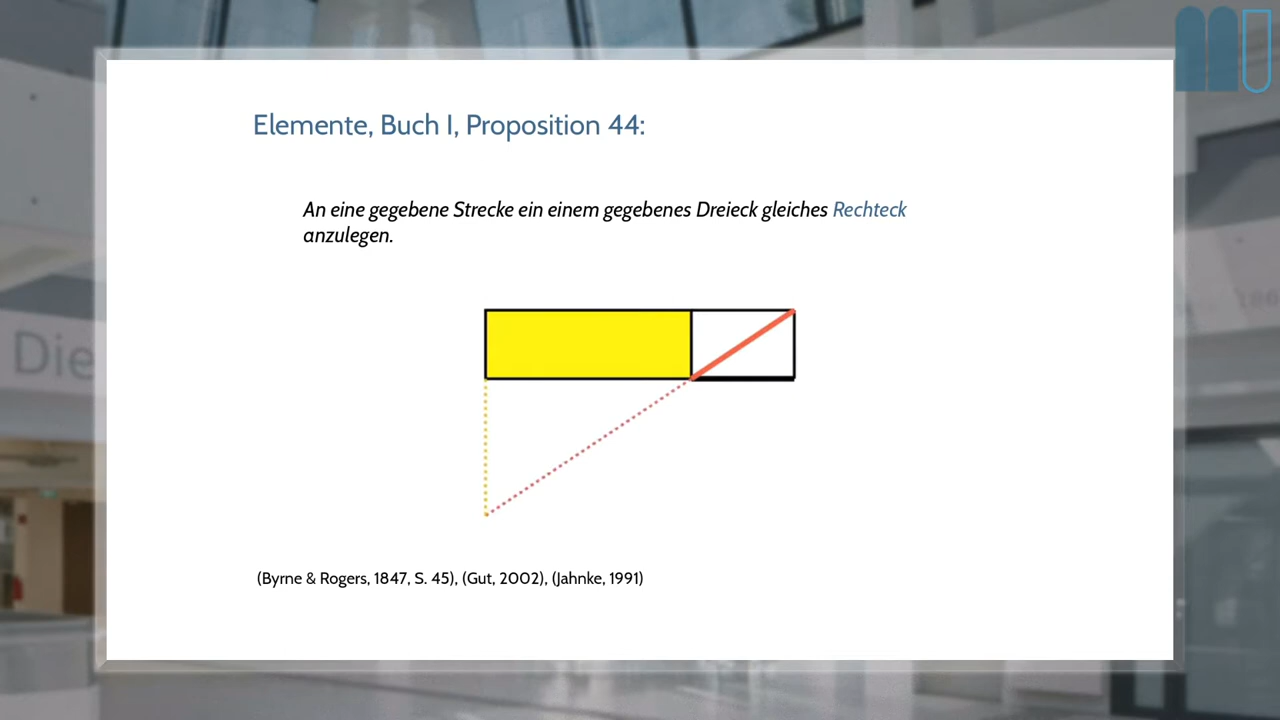 Elemente, Buch I, Proposition 44:
An eine gegebene Strecke ein einem gegebenes Dreieck gleiches Rechteck
anzulegen.
Die
(Byrne & Rogers, 1847, S. 45), (Gut, 2002), (Jahnke, 1991)